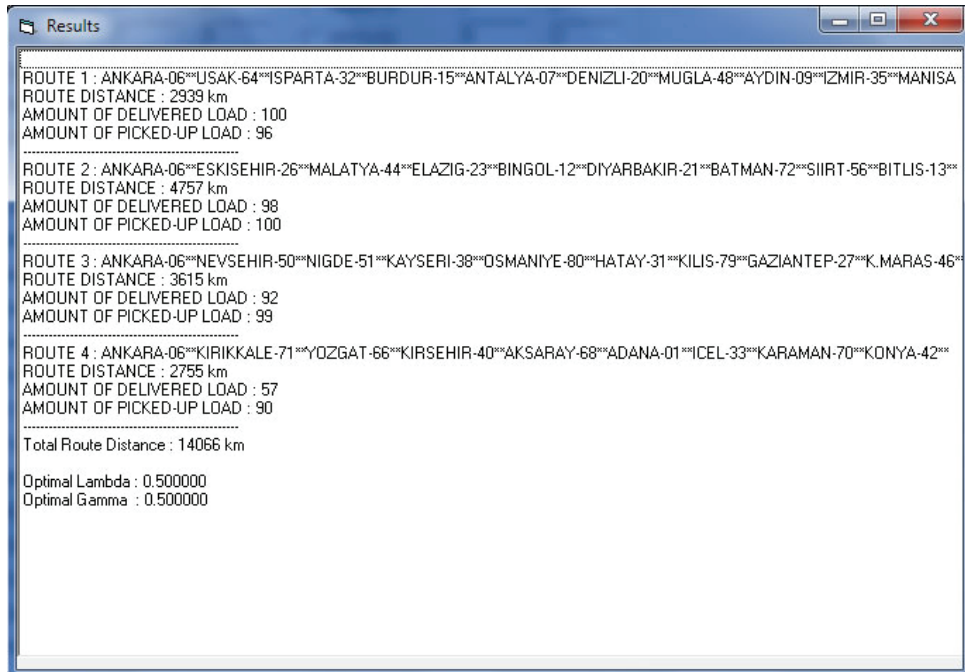 Results
ROUTE 1 : ANKARA-06**USAK-64**ISPARTA-32**BURDUR-15**ANTALYA-07**DENIZLI-20**MUGLA-48**AYDIN-09**IZMIR-35**MANISA
ROUTE DISTANCE : 2939 km
AMOUNT OF DELIVERED LOAD : 100
AMOUNT OF PICKED-UP LOAD : 96
--------------------------------------------------
ROUTE 2 : ANKARA-06**ESKISEHIR-26**MALATYA-44**ELAZIG-23**BINGOL-12**DIYARBAKIR-21**BATMAN-72**SIIRT-56**BITLIS-13**
ROUTE DISTANCE : 4757 km
AMOUNT OF DELIVERED LOAD : 98
AMOUNT OF PICKED-UP LOAD : 100
--------------------------------------------------
ROUTE 3 : ANKARA-06**NEVSEHIR-50**NIGDE-51**KAYSERI-38**OSMANIYE-80**HATAY-31**KILIS-79**GAZIANTEP-27**K.MARAS-46**
ROUTE DISTANCE : 3615 km
AMOUNT OF DELIVERED LOAD : 92
AMOUNT OF PICKED-UP LOAD : 99
--------------------------------------------------
ROUTE 4 : ANKARA-06**KIRIKKALE-71**YOZGAT-66**KIRSEHIR-40**AKSARAY-68**ADANA-01**ICEL-33**KARAMAN-70**KONYA-42**
ROUTE DISTANCE : 2755 km
AMOUNT OF DELIVERED LOAD : 57
AMOUNT OF PICKED-UP LOAD : 90
--------------------------------------------------
Total Route Distance : 14066 km
Optimal Lambda : 0.500000
Optimal Gamma : 0.500000